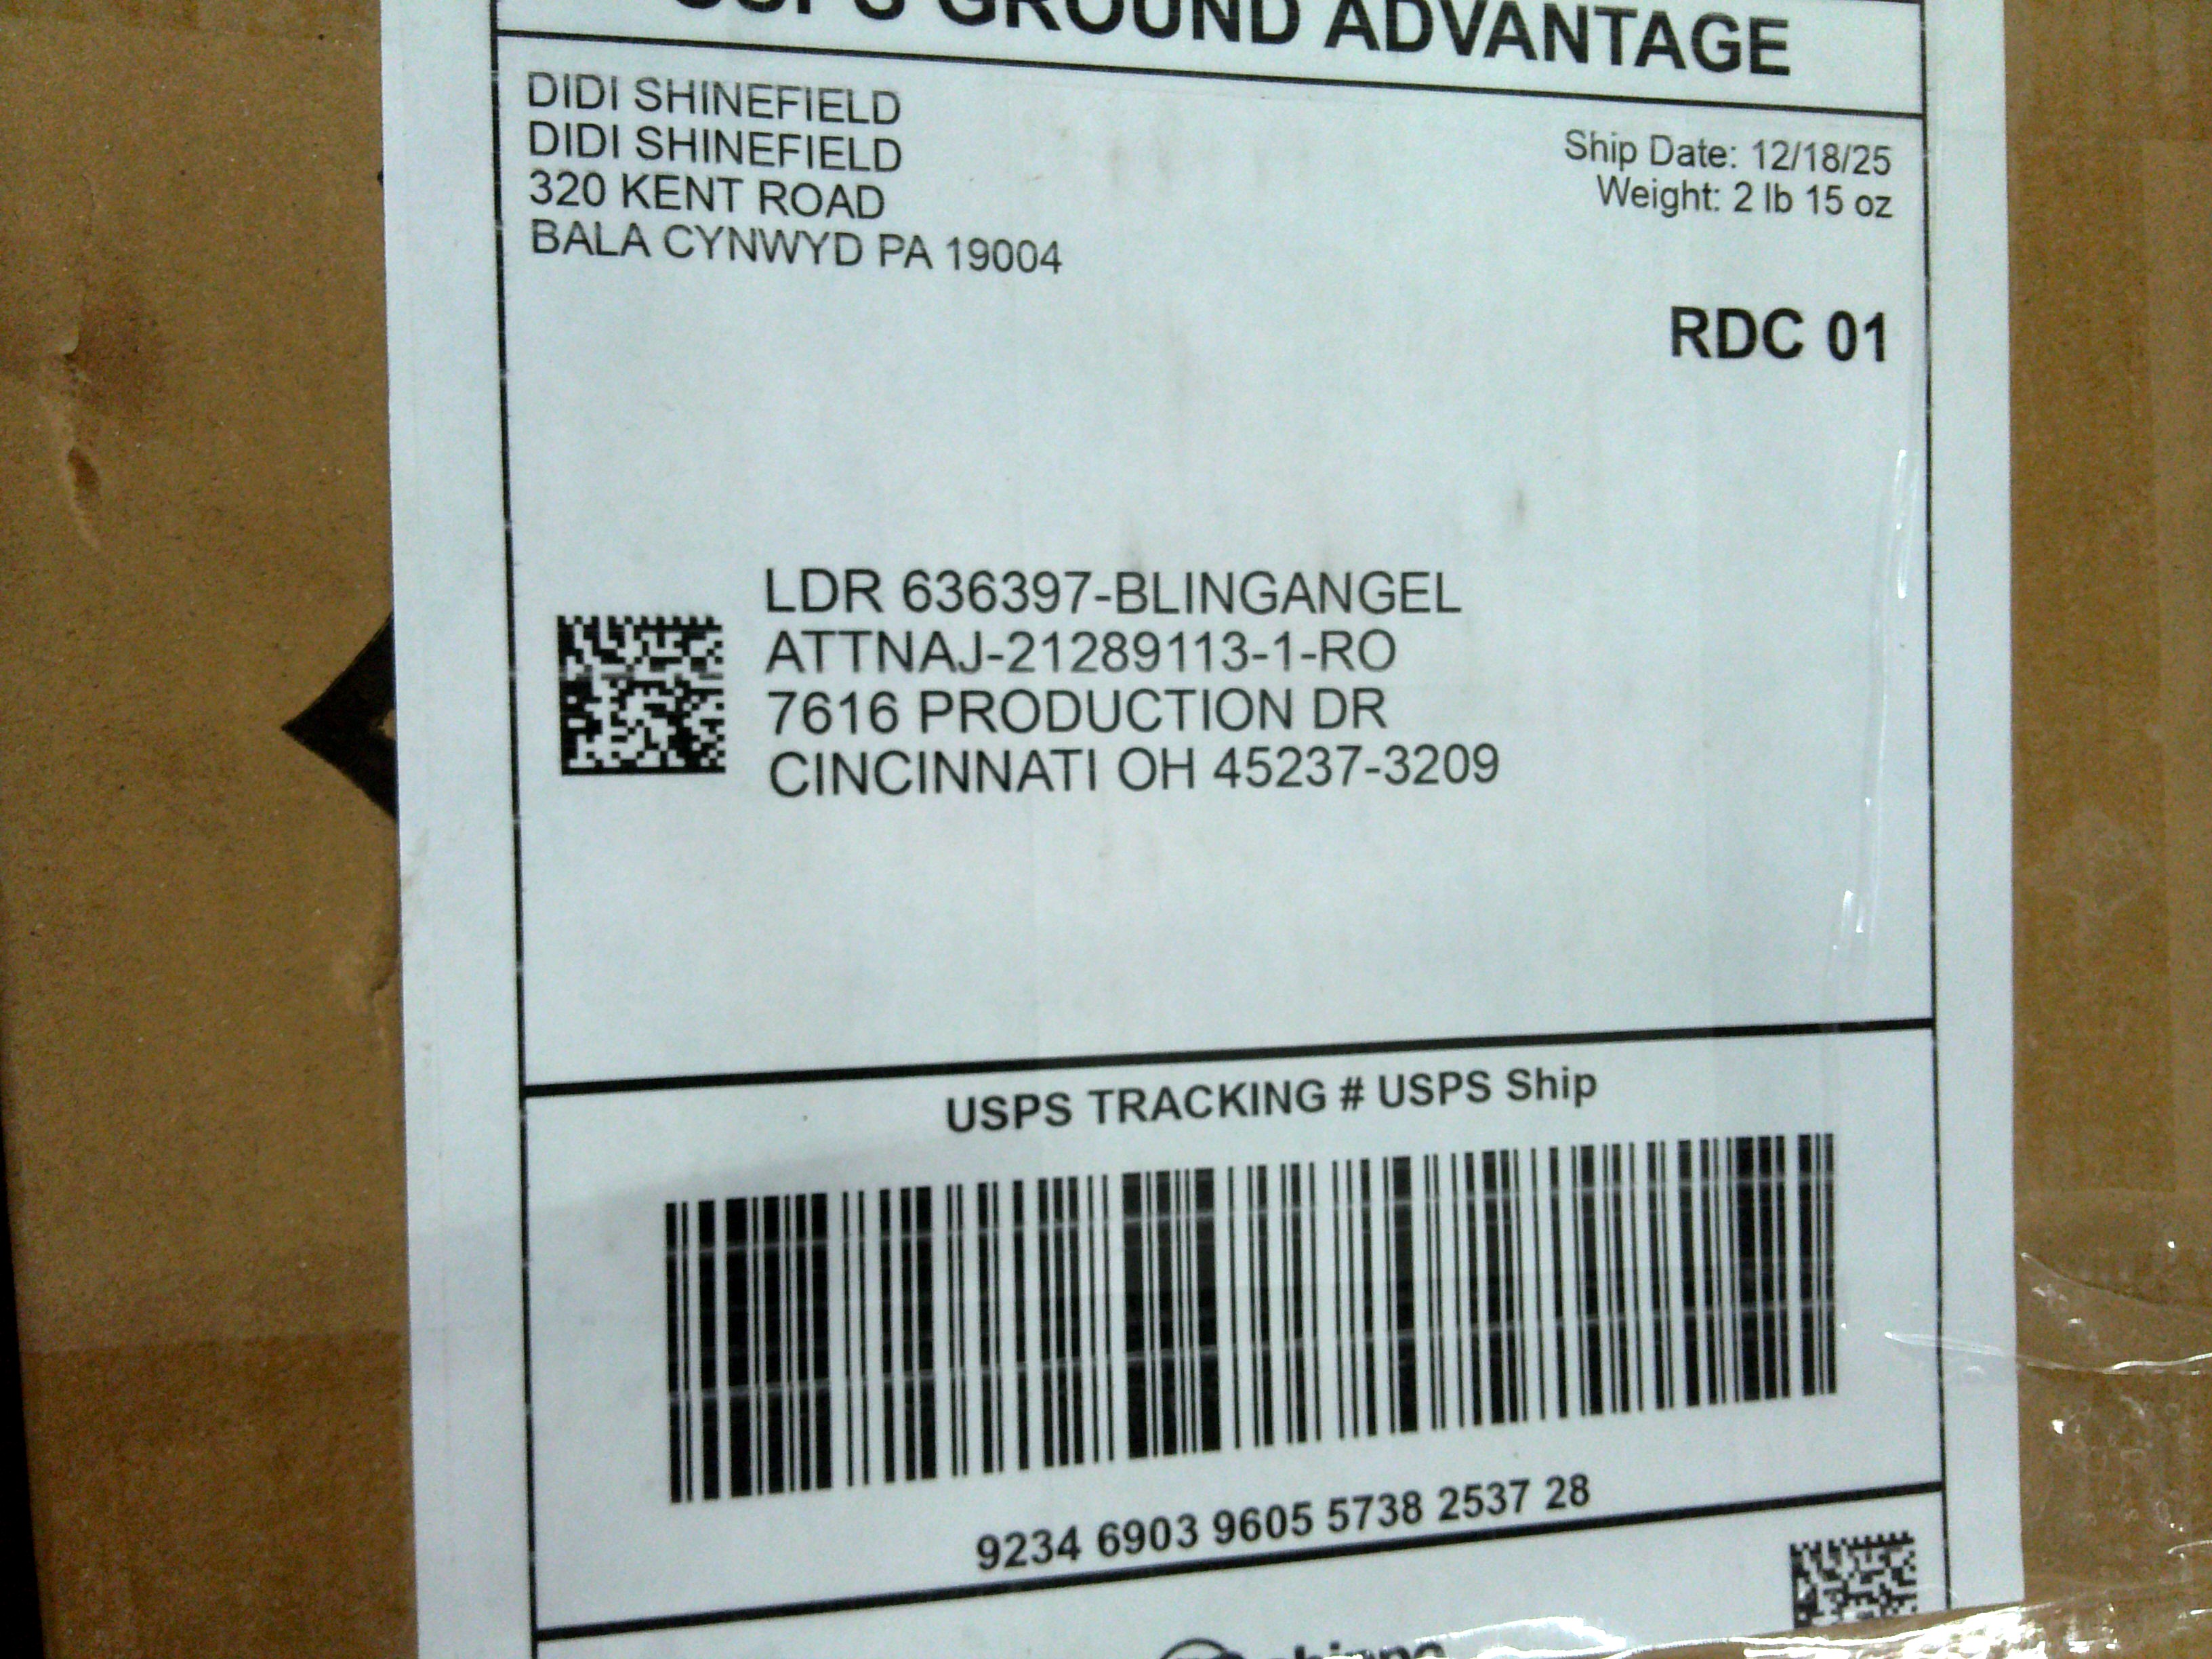 USPS GROUND ADVANTAGE
DIDI SHINEFIELD
DIDI SHINEFIELD
320 KENT ROAD
BALA CYNWYD PA 19004
Ship Date: 12/18/25
Weight: 2 lb 15 oz
RDC 01
LDR 636397-BLINGANGEL
ATTNAJ-21289113-1-RO
7616 PRODUCTION DR
CINCINNATI OH 45237-3209
USPS TRACKING # USPS Ship
9234 6903 9605 5738 2537 28